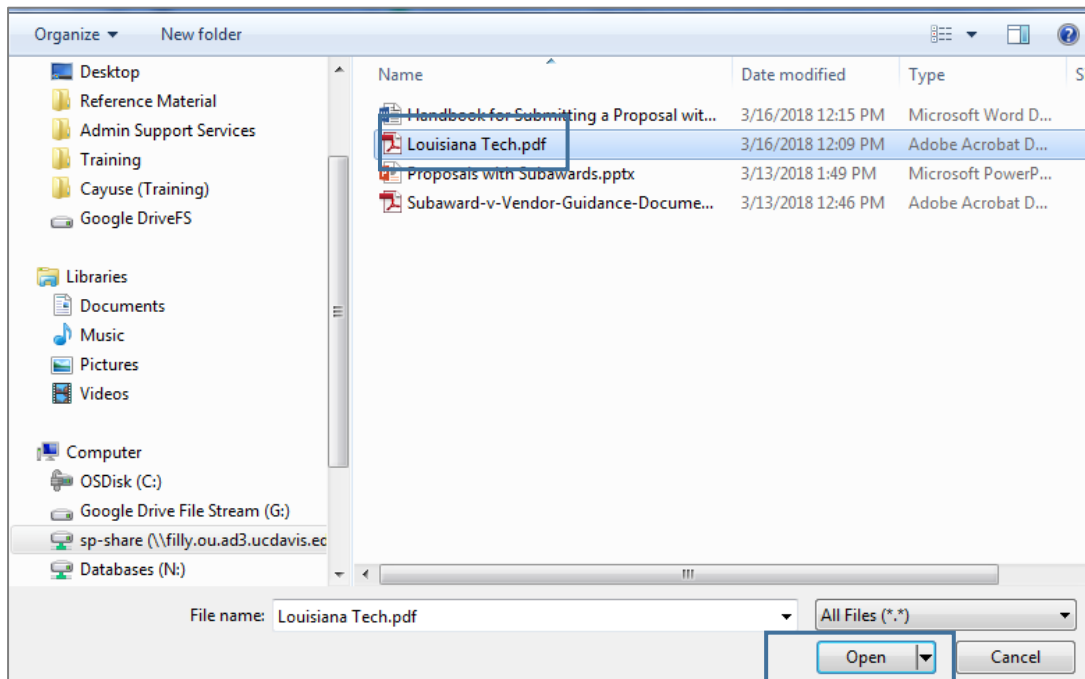 Organize New folder
Desktop
Reference Material
Admin Support Services
Training
Cayuse (Training)
Google DriveFS
Libraries
Documents
Music
Pictures
Videos
Computer
OSDisk (C:)
Google Drive File Stream (G:)
sp-share (\\filly.ou.ad3.ucdavis.ec
Databases (N:)
Name Date modified Type S
Handbook for Submitting a Proposal wit... 3/16/2018 12:15 PM Microsoft Word D...
Louisiana Tech.pdf 3/16/2018 12:09 PM Adobe Acrobat D...
Proposals with Subawards.pptx 3/13/2018 1:49 PM Microsoft PowerP...
Subaward-v-Vendor-Guidance-Docume... 3/13/2018 12:46 PM Adobe Acrobat D...
File name: Louisiana Tech.pdf All Files (*.*)
Open Cancel